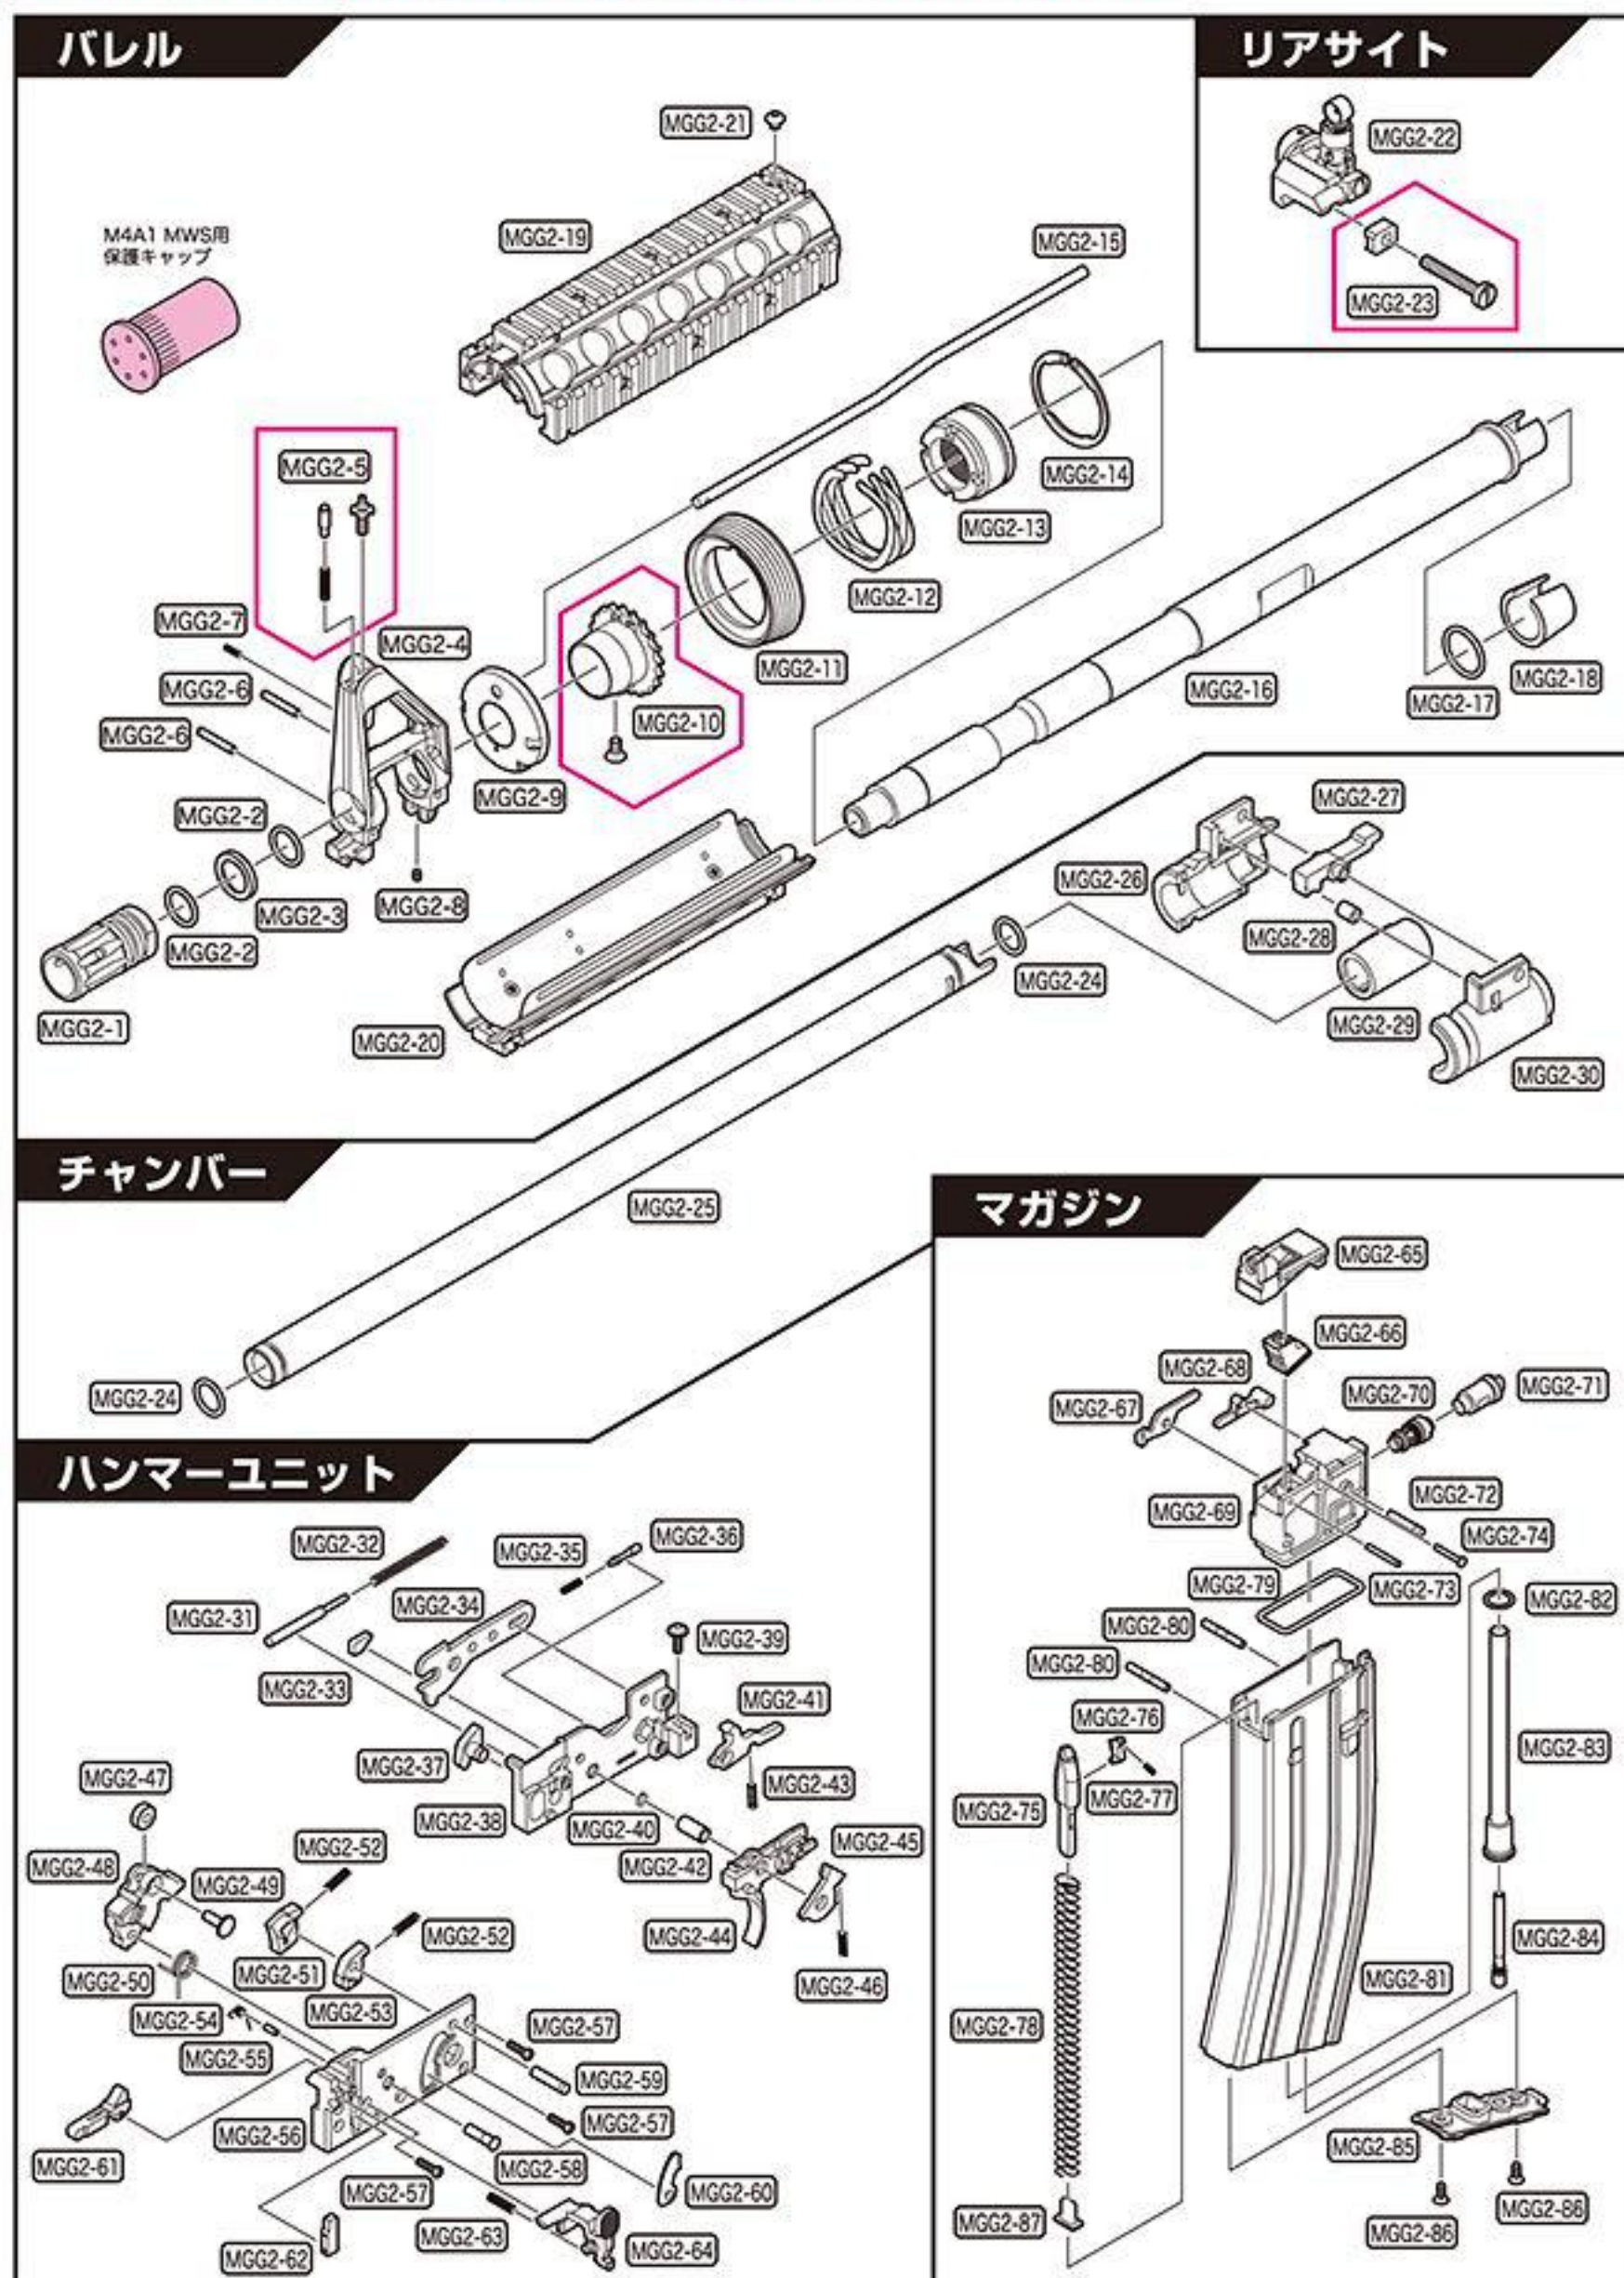 バレル
リアサイト
MGG2-21
MGG2-22
MGG2-19
MGG2-15
M4A1 MWS用
保護キャップ
MGG2-23
MGG2-5
MGG2-14
MGG2-13
MGG2-12
MGG2-7
MGG2-4
MGG2-11
MGG2-18
MGG2-6
MGG2-16
MGG2-17
MGG2-10
MGG2-6
MGG2-9
MGG2-27
MGG2-2
MGG2-26
MGG2-3
MGG2-8
MGG2-28
MGG2-2
MGG2-24
MGG2-1
MGG2-20
MGG2-29
MGG2-30
チャンバー
MGG2-25
MGG2-24
マガジン
MGG2-65
MGG2-66
MGG2-68
MGG2-70
MGG2-71
MGG2-67
MGG2-69
MGG2-72
MGG2-74
MGG2-79
MGG2-73
MGG2-82
MGG2-80
MGG2-80
MGG2-76
MGG2-83
MGG2-77
MGG2-75
MGG2-84
MGG2-81
MGG2-78
MGG2-85
MGG2-86
MGG2-87
MGG2-86
ハンマーユニット
MGG2-32
MGG2-35
MGG2-36
MGG2-34
MGG2-31
MGG2-39
MGG2-33
MGG2-41
MGG2-37
MGG2-47
MGG2-43
MGG2-38
MGG2-40
MGG2-52
MGG2-45
MGG2-48
MGG2-42
MGG2-49
MGG2-44
MGG2-52
MGG2-50
MGG2-51
MGG2-46
MGG2-53
MGG2-54
MGG2-57
MGG2-55
MGG2-59
MGG2-57
MGG2-56
MGG2-61
MGG2-58
MGG2-57
MGG2-60
MGG2-63
MGG2-64
MGG2-62